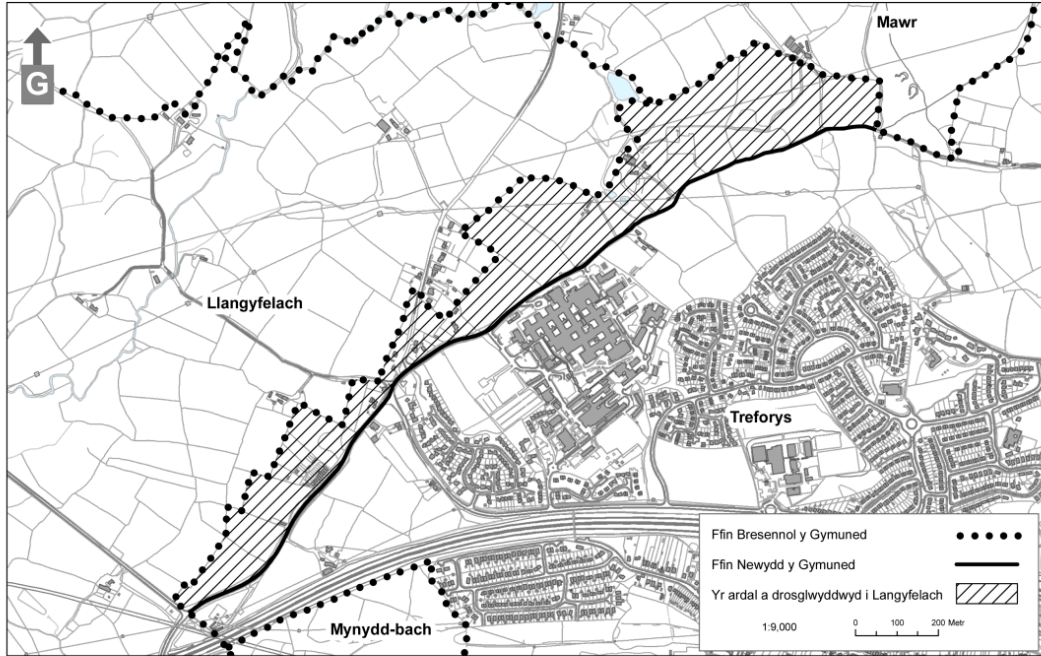 Mawr
G
Llangyfelach
Treforys
Mynydd-bach
Ffin Bresennol y Gymuned
Ffin Newydd y Gymuned
Yr ardal a drosglwyddwyd i Langyfelach
1:9,000
0 100 200 Metr